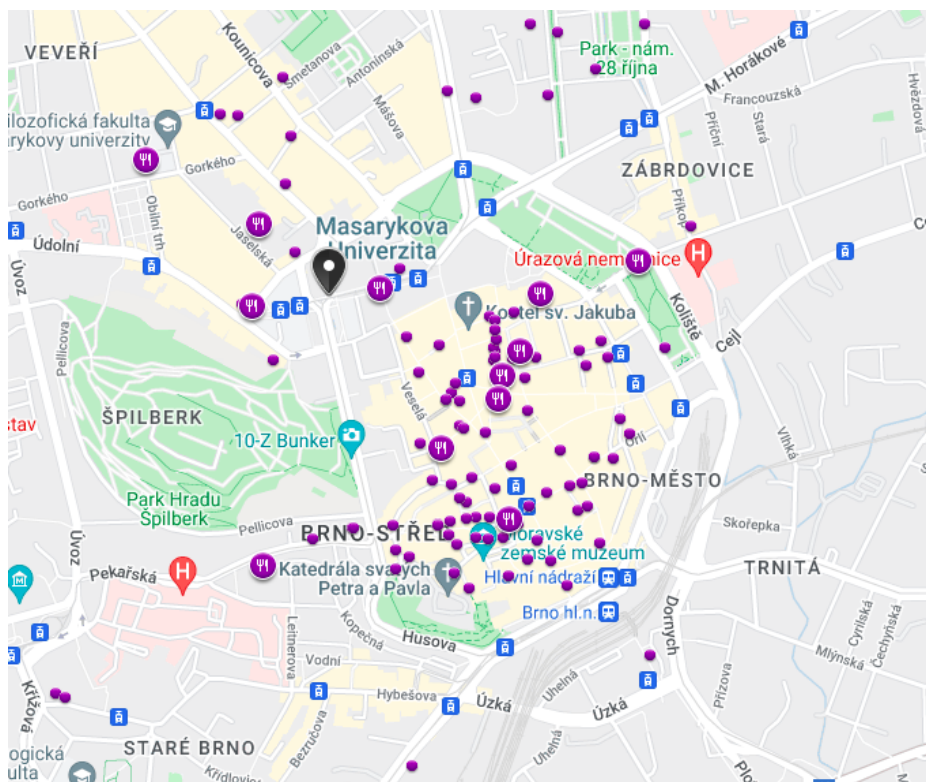 VEVEŘÍ
Kounicova
Smetanova
Antonínská
Mášova
Park - nám.
28 října
M. Horákové
Francouzská
Hvězdová
Příční
Stará
ilozofická fakulta
arykovy univerzity
Gorkého
Gorkého
ZÁBRDOVICE
Příkop
Obilní trh
Jaselská
Údolní
Masarykova
Univerzita
Úrazová nemocnice
Úvoz
Kostel sv. Jakuba
Koliště
Cejl
Pellicova
Veselá
ŠPILBERK
stav
10-Z Bunker
Orlí
Vlhká
BRNO-MĚSTO
Park Hradu
Špilberk
Pellicova
Skořepka
BRNO-STŘED
Moravské
zemské muzeum
Úvoz
Pekařská
Katedrála svatých
Petra a Pavla
Hlavní nádraží
TRNITÁ
Brno hl.n.
Dornych
Leitnerova
Kopečná
Husova
Cyrilská
Čechyňská
Mlýnská
Vodní
Křížová
Hybešova
Uhelná
Přízova
Úzká
Úzká
Bezručova
Uhelná
STARÉ BRNO
ogická
ulta
Křídlovická
Plo